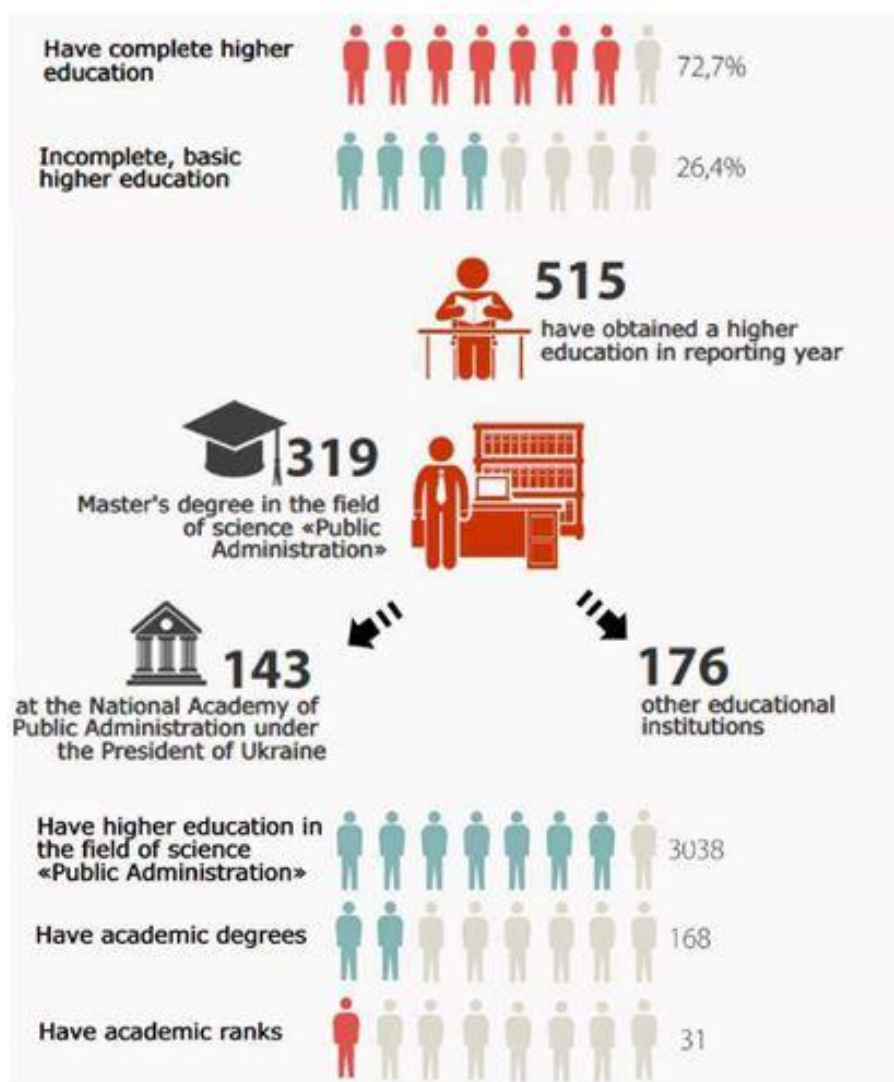 Have complete higher
education
72,7%
Incomplete, basic
higher education
26,4%
515
have obtained a higher
education in reporting year
319
Master's degree in the field
of science «Public
Administration»
143
at the National Academy of
Public Administration under
the President of Ukraine
176
other educational
institutions
Have higher education in
the field of science
«Public Administration»
3038
Have academic degrees
168
Have academic ranks
31